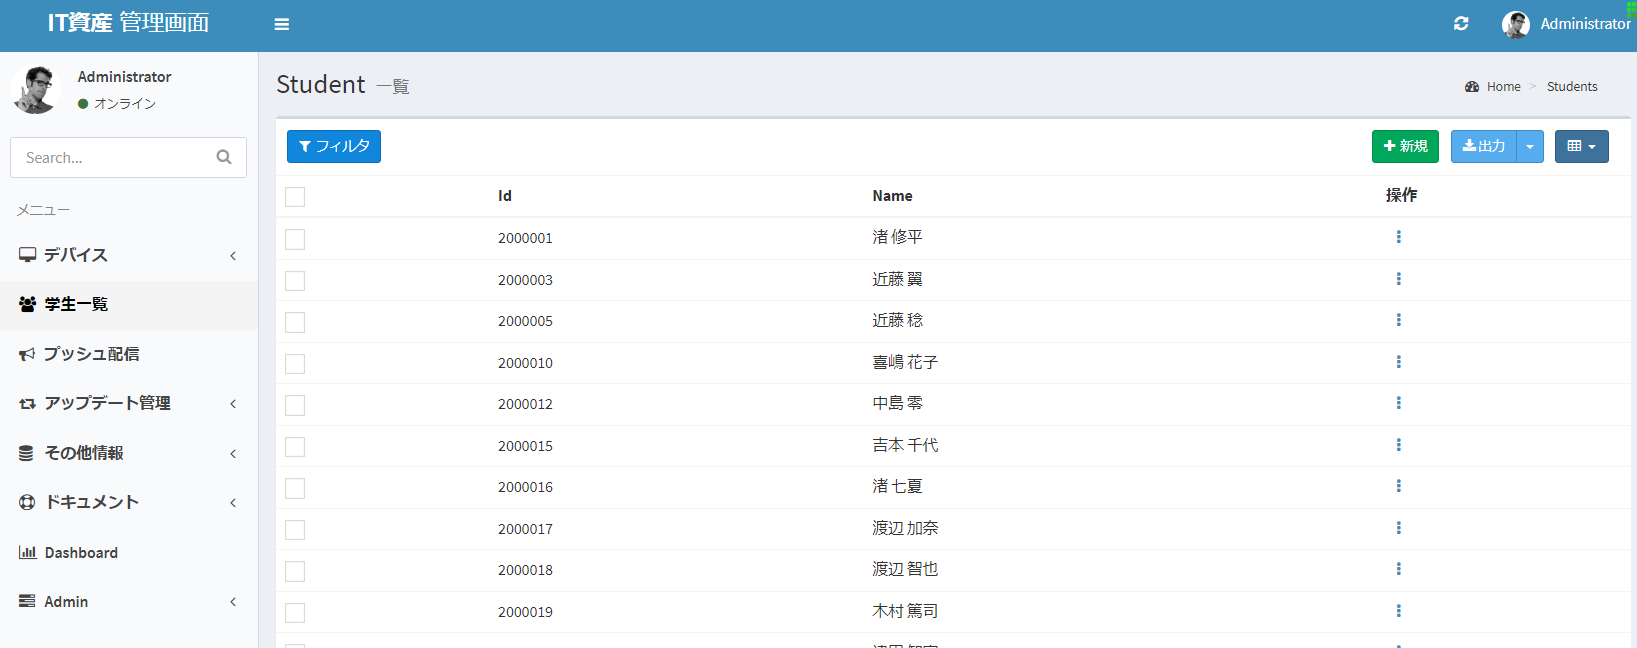 IT資産 管理画面
Administrator
Administrator
オンライン
Search...
メニュー
デバイス
学生一覧
プッシュ配信
アップデート管理
その他情報
ドキュメント
Dashboard
Admin
Student 一覧
Home > Students
フィルタ
新規 出力
Id Name 操作
2000001 渚 修平
2000003 近藤 翼
2000005 近藤 稔
2000010 喜嶋 花子
2000012 中島 零
2000015 吉本 千代
2000016 渚 七夏
2000017 渡辺 加奈
2000018 渡辺 智也
2000019 木村 篤司